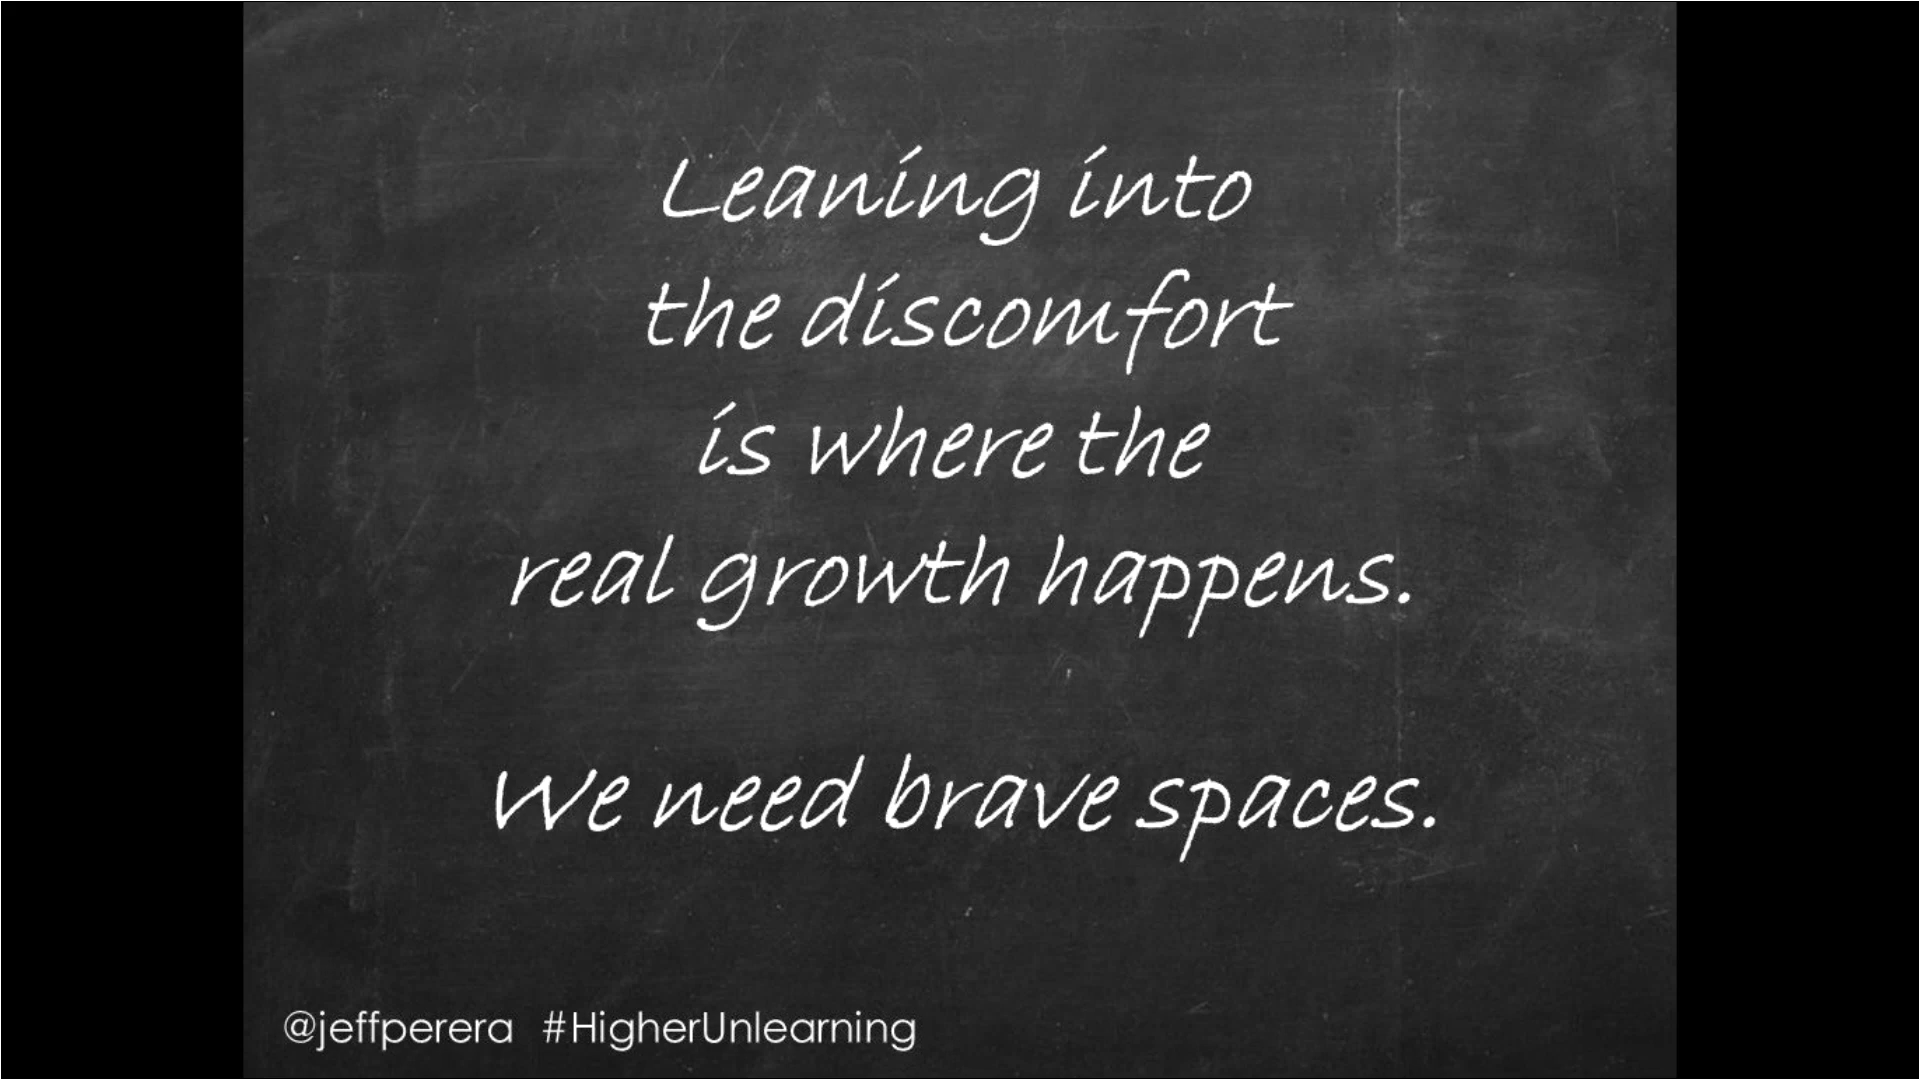 Leaning into
the discomfort
is where the
real growth happens.
We need brave spaces.
@jeffperera #HigherUnlearning